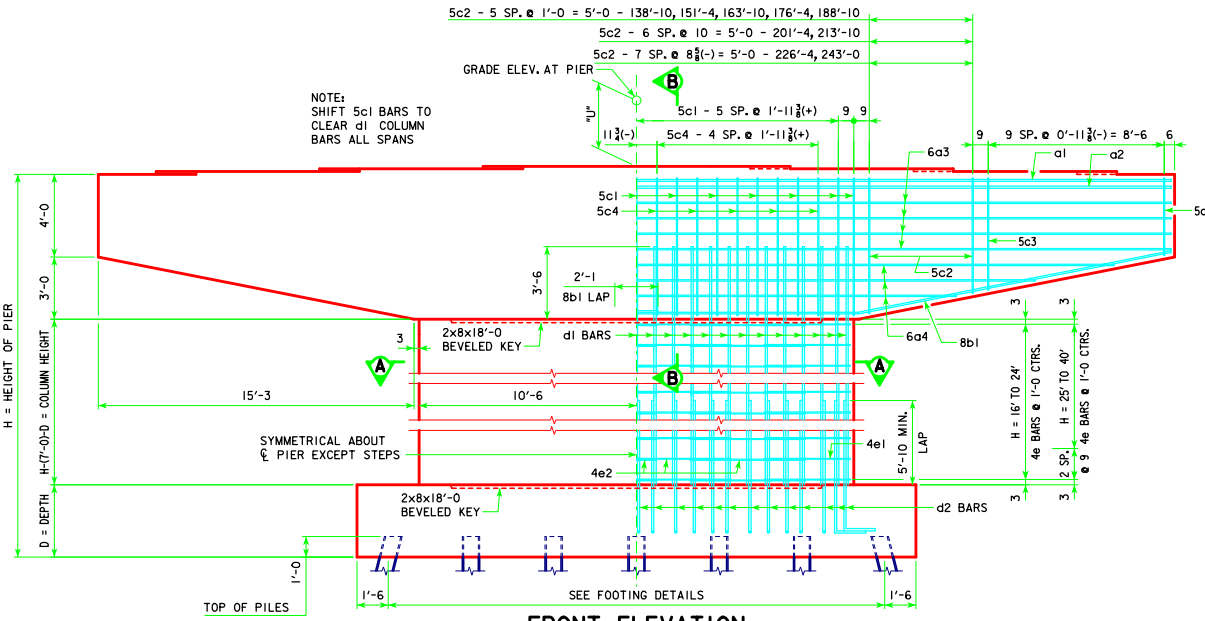 5c2 - 5 SP. @ 1'-0 = 5'-0 - 138'-10, 151'-4, 163'-10, 176'-4, 188'-10
5c2 - 6 SP. @ 10 = 5'-0 - 201'-4, 213'-10
5c2 - 7 SP. @ 8⅝(-) = 5'-0 - 226'-4, 243'-0
GRADE ELEV. AT PIER
B
NOTE:
SHIFT 5c1 BARS TO
CLEAR d1 COLUMN
BARS ALL SPANS
"U"
5c1 - 5 SP. @ 1'-11⅜(+)
9
9
11¾(-)
5c4 - 4 SP. @ 1'-11⅜(+)
9
9 SP @ 0'-11⅜(-) = 8'-6
6
6a3
a1
a2
5c1
5c4
5c
5c3
5c2
4'-0
3'-0
3'-6
2'-1
8b1 LAP
H = HEIGHT OF PIER
H-(7'-0)-D = COLUMN HEIGHT
D = DEPTH
3
2x8x18'-0
BEVELED KEY
d1 BARS
6a4
8b1
3
3
A
B
A
15'-3
10'-6
H = 16' TO 24'
4e BARS @ 1'-0 CTRS.
H = 25' TO 40'
4e BARS @ 1'-0 CTRS.
2 SP.
@ 9
3
3
SYMMETRICAL ABOUT
℄ PIER EXCEPT STEPS
5'-10 MIN.
LAP
4e1
4e2
2x8x18'-0
BEVELED KEY
d2 BARS
1'-0
TOP OF PILES
1'-6
SEE FOOTING DETAILS
1'-6
FRONT ELEVATION